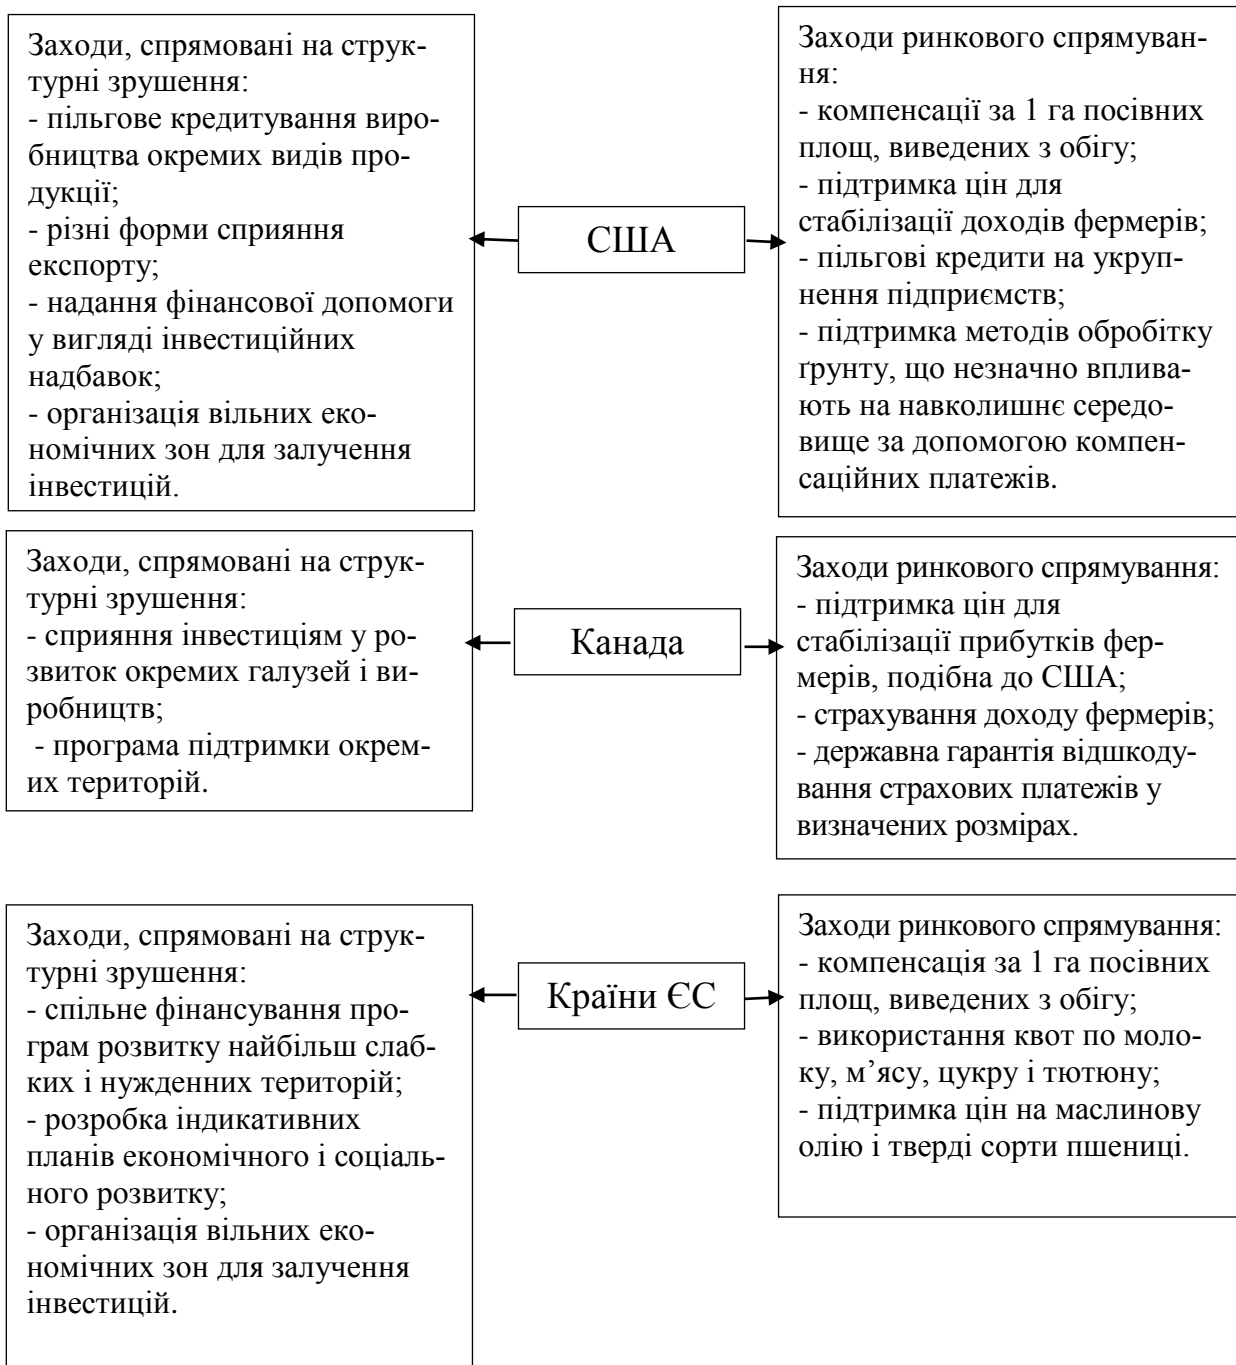 Заходи, спрямовані на струк-
турні зрушення:
- пільгове кредитування виро-
бництва окремих видів про-
дукції;
- різні форми сприяння
експорту;
- надання фінансової допомоги
у вигляді інвестиційних
надбавок;
- організація вільних еко-
номічних зон для залучення
інвестицій.
США
Заходи ринкового спрямуван-
ня:
- компенсації за 1 га посівних
площ, виведених з обігу;
- підтримка цін для
стабілізації доходів фермерів;
- пільгові кредити на укруп-
нення підприємств;
- підтримка методів обробітку
ґрунту, що незначно вплива-
ють на навколишнє середо-
вище за допомогою компен-
саційних платежів.
Заходи, спрямовані на струк-
турні зрушення:
- сприяння інвестиціям у ро-
звиток окремих галузей і ви-
робництв;
- програма підтримки окрем-
их територій.
Канада
Заходи ринкового спрямування:
- підтримка цін для
стабілізації прибутків фер-
мерів, подібна до США;
- страхування доходу фермерів;
- державна гарантія відшкоду-
вання страхових платежів у
визначених розмірах.
Заходи, спрямовані на струк-
турні зрушення:
- спільне фінансування про-
грам розвитку найбільш слаб-
ких і нужденних територій;
- розробка індикативних
планів економічного і соціаль-
ного розвитку;
- організація вільних еко-
номічних зон для залучення
інвестицій.
Країни ЄС
Заходи ринкового спрямування:
- компенсація за 1 га посівних
площ, виведених з обігу;
- використання квот по моло-
ку, м’ясу, цукру і тютюну;
- підтримка цін на маслинову
олію і тверді сорти пшениці.